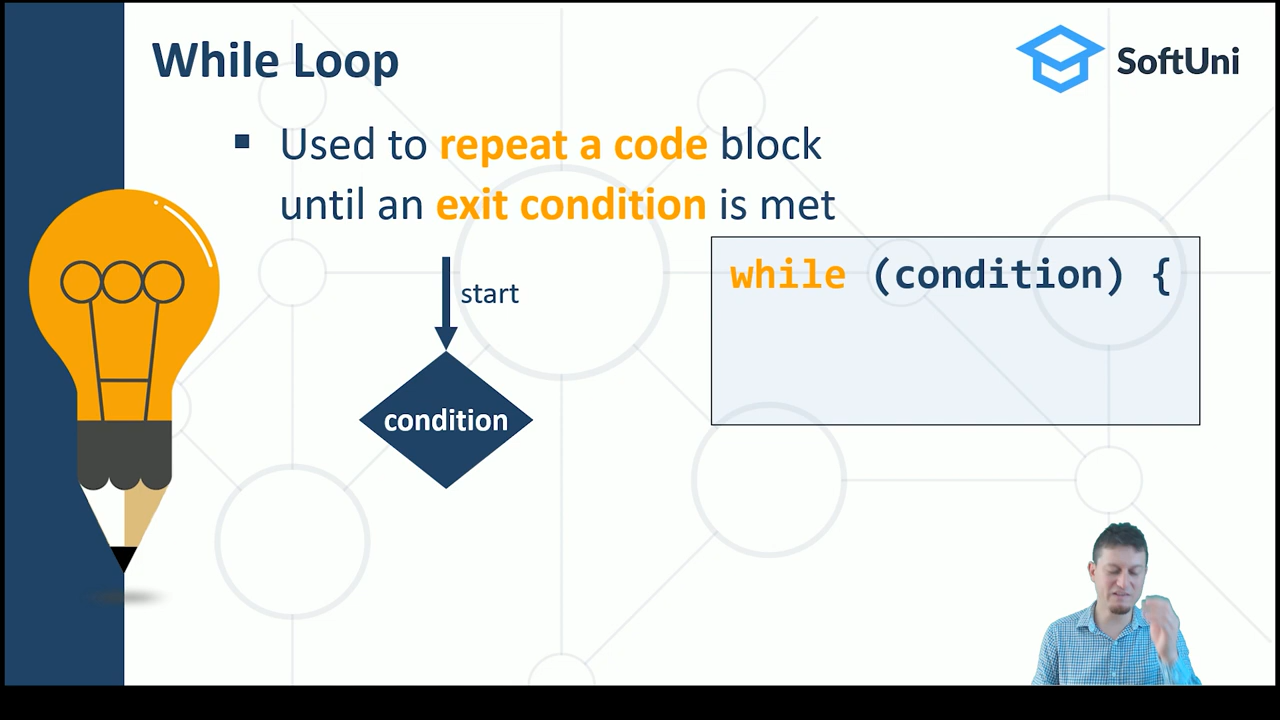 While Loop
SoftUni
Used to repeat a code block
until an exit condition is met
while (condition) {
start
condition